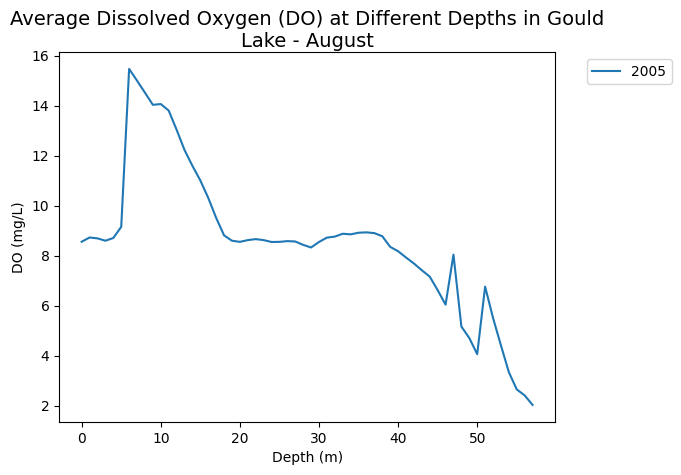 Average Dissolved Oxygen (DO) at Different Depths in Gould
Lake - August
2005
16
14
12
10
8
6
4
2
DO (mg/L)
0 10 20 30 40 50
Depth (m)